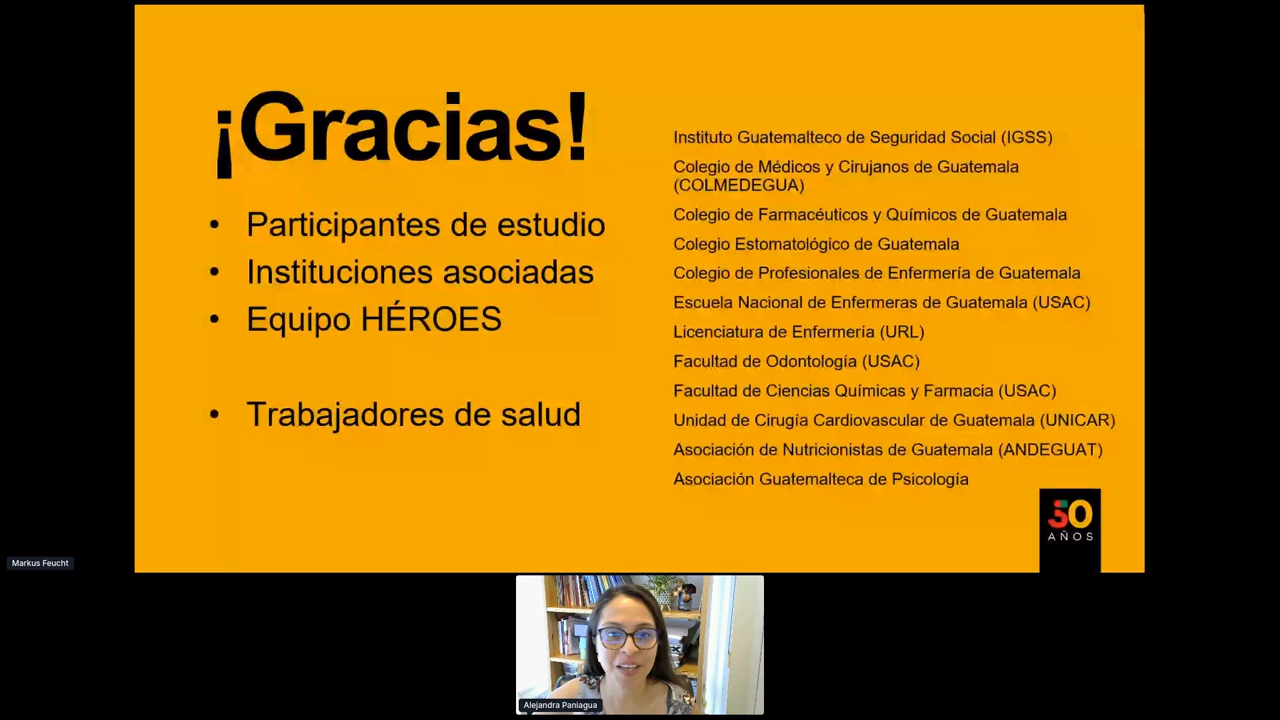 ¡Gracias!
• Participantes de estudio
• Instituciones asociadas
• Equipo HÉROES
• Trabajadores de salud
Instituto Guatemalteco de Seguridad Social (IGSS)
Colegio de Médicos y Cirujanos de Guatemala
(COLMEDEGUA)
Colegio de Farmacéuticos y Químicos de Guatemala
Colegio Estomatológico de Guatemala
Colegio de Profesionales de Enfermería de Guatemala
Escuela Nacional de Enfermeras de Guatemala (USAC)
Licenciatura de Enfermería (URL)
Facultad de Odontología (USAC)
Facultad de Ciencias Químicas y Farmacia (USAC)
Unidad de Cirugía Cardiovascular de Guatemala (UNICAR)
Asociación de Nutricionistas de Guatemala (ANDEGUAT)
Asociación Guatemalteca de Psicología
50
AÑOS
Markus Feucht
Alejandra Paniagua